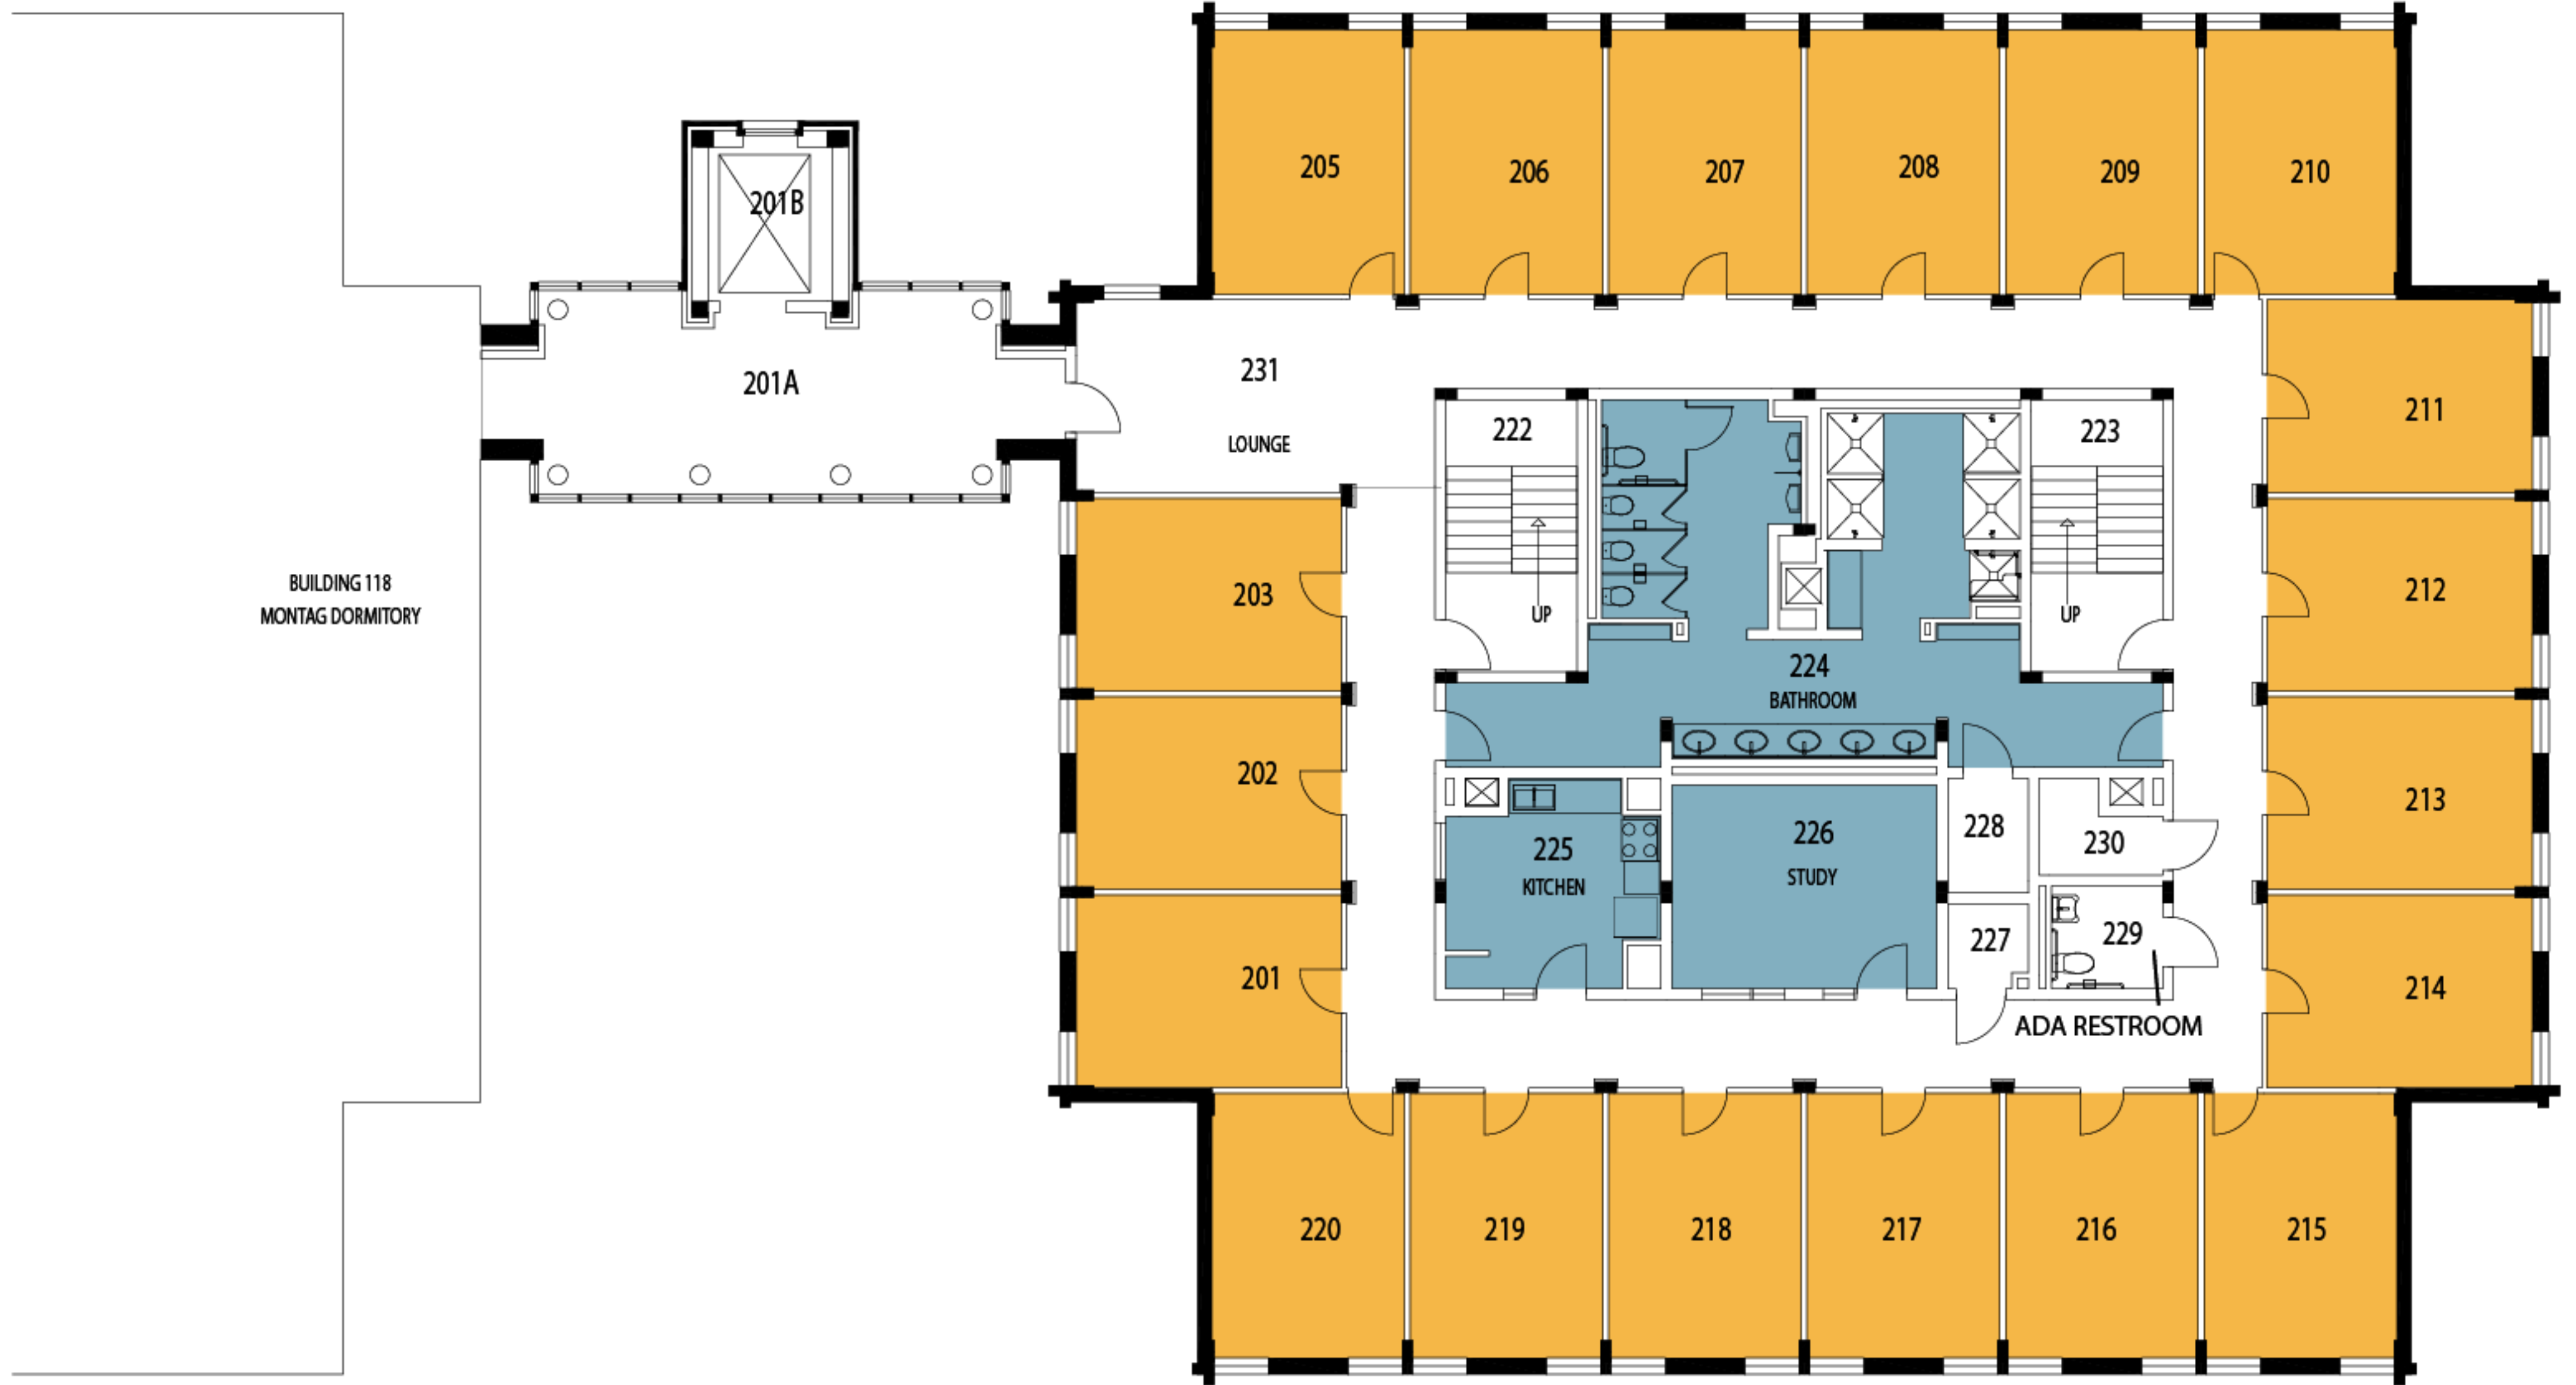 205
206
207
208
209
210
201B
201A
231
LOUNGE
222
223
211
BUILDING 118
MONTAG DORMITORY
203
UP
UP
212
224
BATHROOM
202
213
225
KITCHEN
226
STUDY
228
230
201
227
229
214
ADA RESTROOM
220
219
218
217
216
215